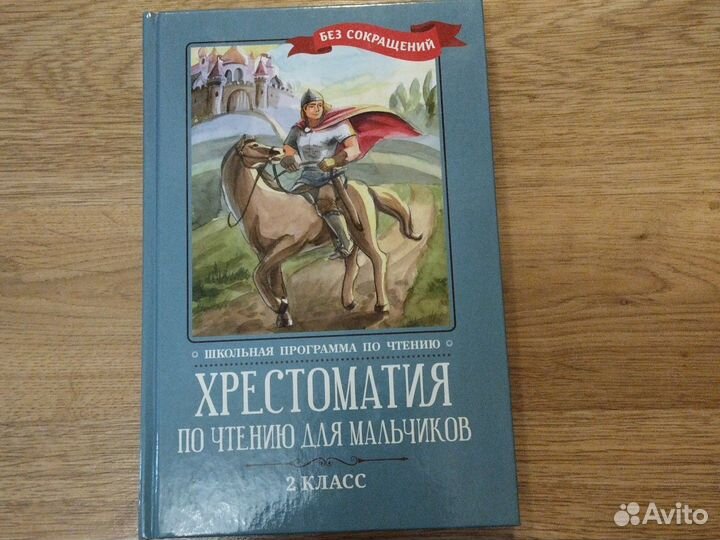 БЕЗ СОКРАЩЕНИЙ
ШКОЛЬНАЯ ПРОГРАММА ПО ЧТЕНИЮ
ХРЕСТОМАТИЯ
ПО ЧТЕНИЮ ДЛЯ МАЛЬЧИКОВ
2 КЛАСС
Avito